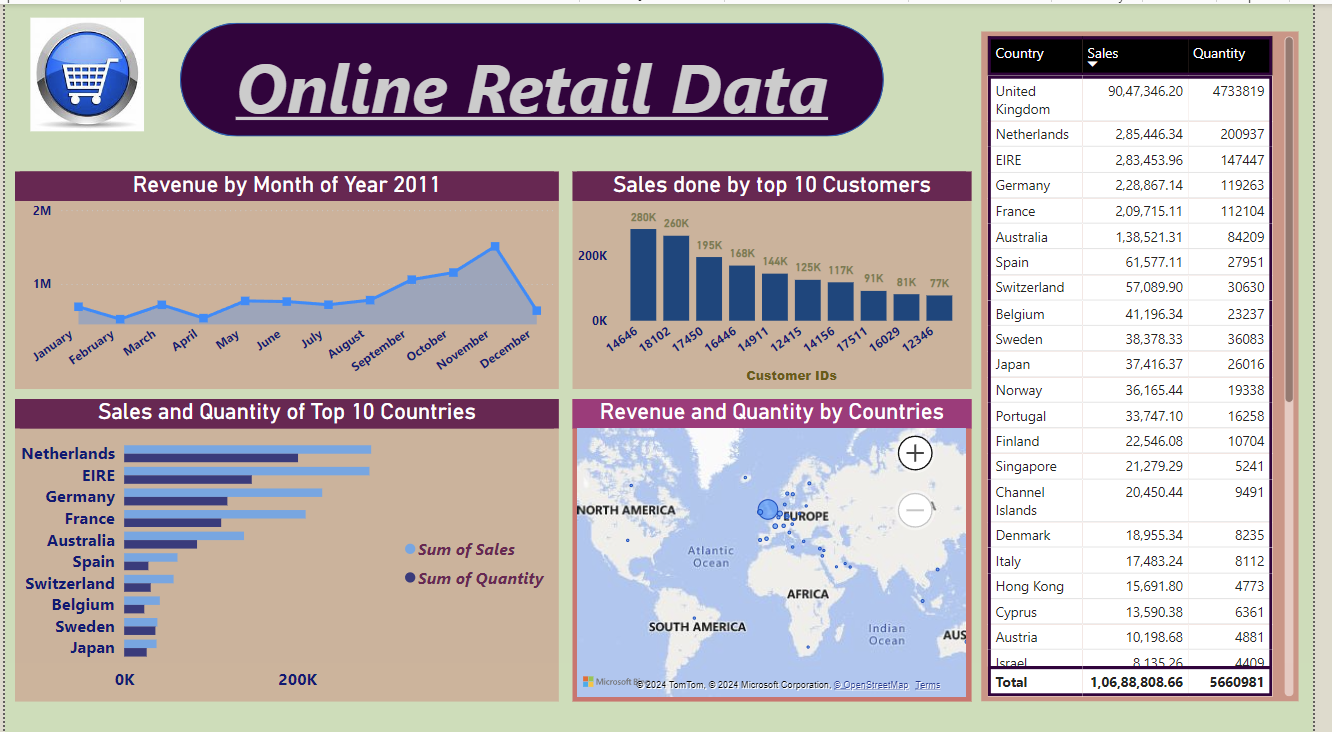 Online Retail Data
Revenue by Month of Year 2011
2M
1M
January
February
March
April
May
June
July
August
September
October
November
December
Sales done by top 10 Customers
200K
0K
280K
260K
195K
168K
144K
125K
117K
91K
81K
77K
14646
18102
17450
16446
14911
12415
14156
17511
16029
12346
Customer IDs
Sales and Quantity of Top 10 Countries
Netherlands
EIRE
Germany
France
Australia
Spain
Switzerland
Belgium
Sweden
Japan
0K 200K
Sum of Sales
Sum of Quantity
Revenue and Quantity by Countries
NORTH AMERICA
EUROPE
Atlantic
Ocean
AFRICA
SOUTH AMERICA
Indian
Ocean
AUS
Microsoft
© 2024 TomTom, © 2024 Microsoft Corporation, © OpenStreetMap Terms
Country Sales Quantity
United
Kingdom 90,47,346.20 4733819
Netherlands 2,85,446.34 200937
EIRE 2,83,453.96 147447
Germany 2,28,867.14 119263
France 2,09,715.11 112104
Australia 1,38,521.31 84209
Spain 61,577.11 27951
Switzerland 57,089.90 30630
Belgium 41,196.34 23237
Sweden 38,378.33 36083
Japan 37,416.37 26016
Norway 36,165.44 19338
Portugal 33,747.10 16258
Finland 22,546.08 10704
Singapore 21,279.29 5241
Channel
Islands 20,450.44 9491
Denmark 18,955.34 8235
Italy 17,483.24 8112
Hong Kong 15,691.80 4773
Cyprus 13,590.38 6361
Austria 10,198.68 4881
Israel 8,135.26 4409
Total 1,06,88,808.66 5660981